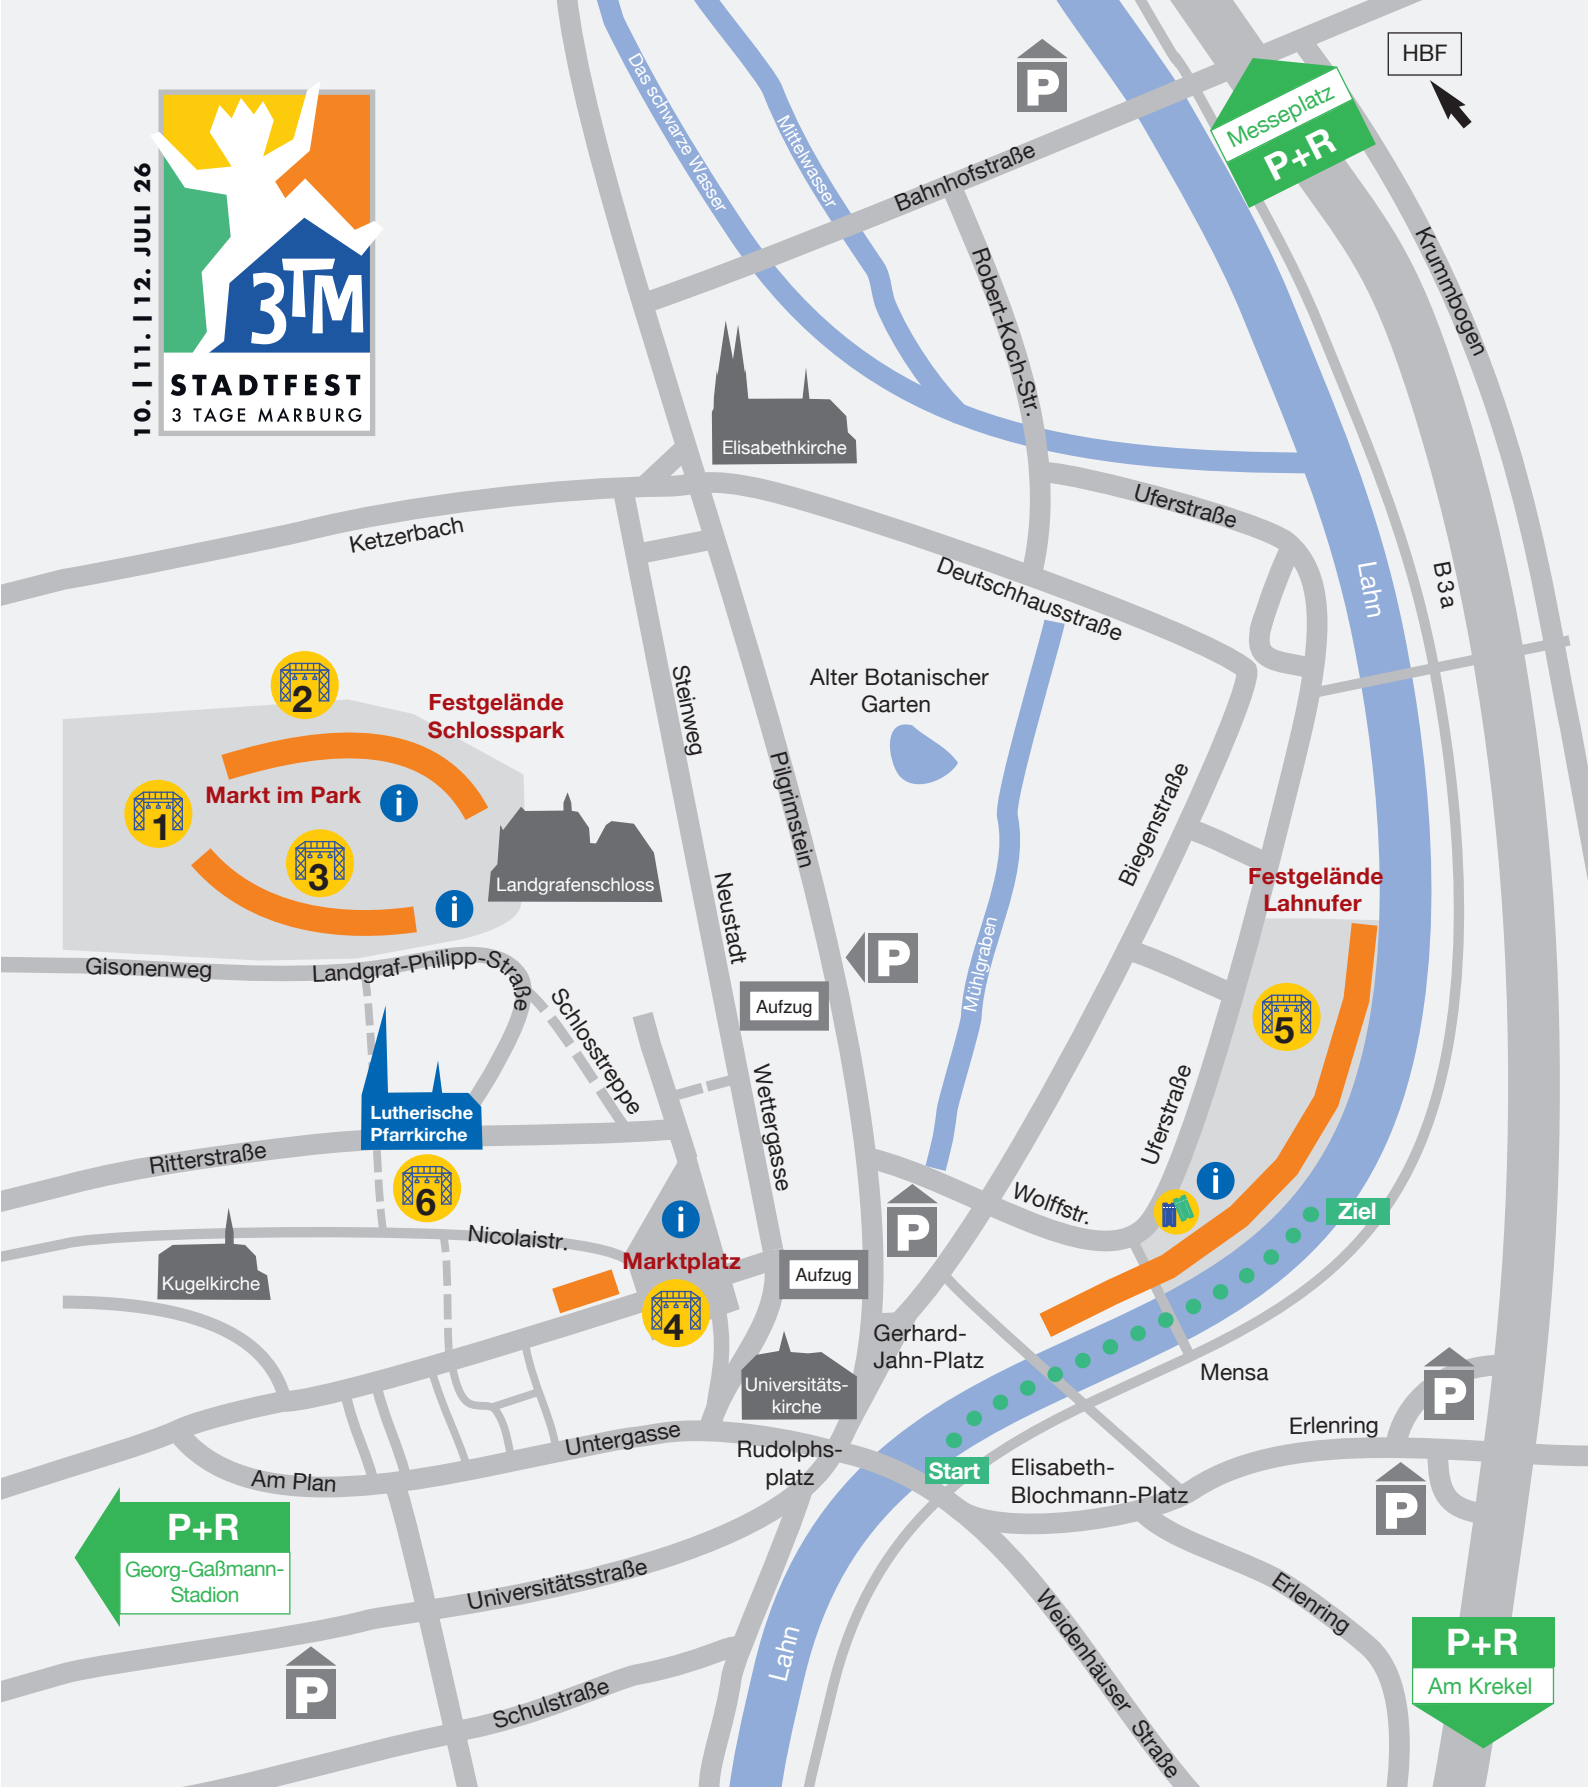 HBF
P
Messeplatz
P+R
Das schwarze Wasser
Mittelwasser
Bahnhofstraße
10. | 11. | 12. JULI 26
3TM
STADTFEST
3 TAGE MARBURG
Robert-Koch-Str.
Krummbogen
Elisabethkirche
Uferstraße
Ketzerbach
Deutschhausstraße
Lahn
B3a
2
Festgelände
Schlosspark
Steinweg
Alter Botanischer
Garten
Markt im Park
i
1
3
Pilgrimstein
Biegenstraße
Landgrafenschloss
i
Neustadt
Festgelände
Lahnufer
Gisonenweg
Landgraf-Philipp-Straße
P
Mühlgraben
Aufzug
5
Schlosstreppe
Lutherische
Pfarrkirche
Wettergasse
Uferstraße
Ritterstraße
6
i
Wolffstr.
Ziel
Nicolaistr.
i
P
Kugelkirche
Marktplatz
4
Aufzug
Gerhard-
Jahn-Platz
Mensa
Universitäts-
kirche
P
Erlenring
Untergasse
Rudolphs-
platz
Start
Elisabeth-
Blochmann-Platz
Am Plan
P
P+R
Georg-Gaßmann-
Stadion
Universitätsstraße
Erlenring
Weidenhäuser Straße
Lahn
P+R
Am Krekel
P
Schulstraße